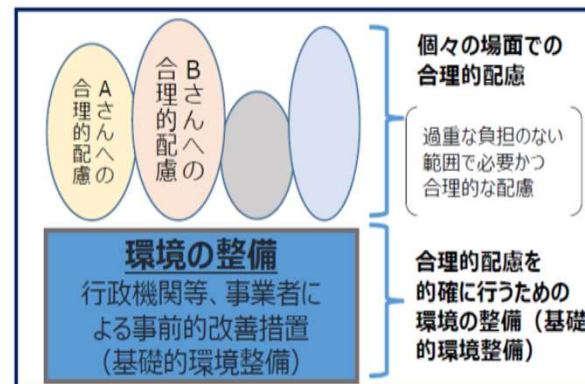 Aさんへの
合理的配慮
Bさんへの
合理的配慮
個々の場面での
合理的配慮
過重な負担のない
範囲で必要かつ
合理的な配慮
環境の整備
行政機関等、事業者に
よる事前的改善措置
（基礎的環境整備）
合理的配慮を
的確に行うための
環境の整備（基礎
的環境整備）